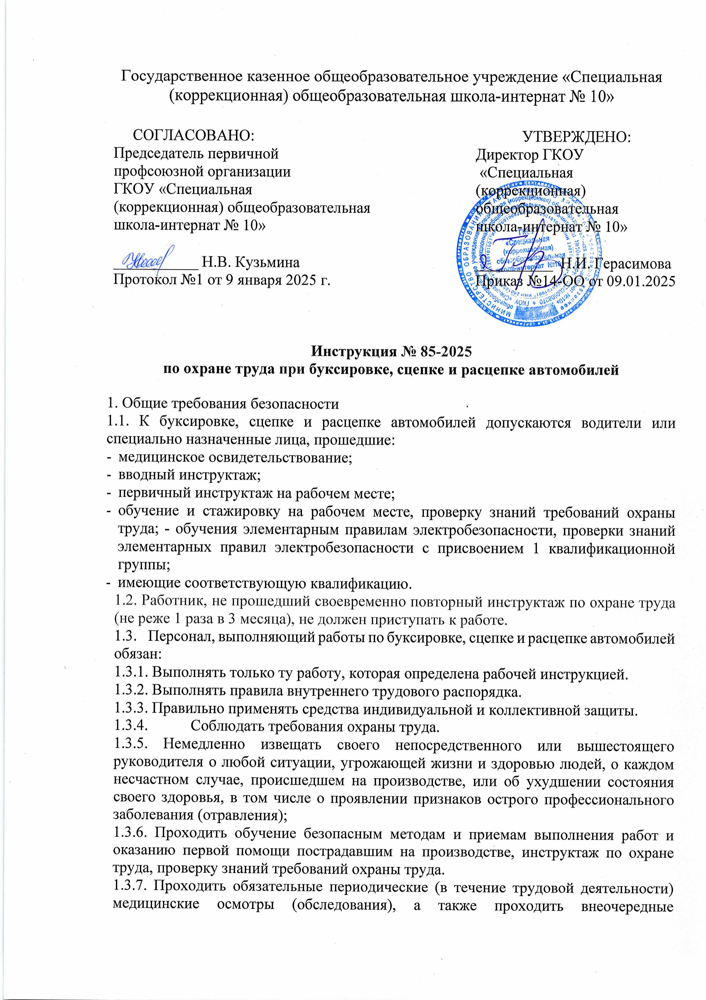 Государственное казенное общеобразовательное учреждение «Специальная
(коррекционная) общеобразовательная школа-интернат № 10»
СОГЛАСОВАНО:
Председатель первичной
профсоюзной организации
ГКОУ «Специальная
(коррекционная) общеобразовательная
школа-интернат № 10»
Н.В. Кузьмина
Протокол №1 от 9 января 2025 г.
УТВЕРЖДЕНО:
Директор ГКОУ
«Специальная
(коррекционная)
общеобразовательная
школа-интернат № 10»
Н.И. Герасимова
Приказ №14-ОО от 09.01.2025
ГКОУ
«Специальная
(коррекционная)
общеобразовательная
школа-интернат №10»
Инструкция № 85-2025
по охране труда при буксировке, сцепке и расцепке автомобилей
1. Общие требования безопасности
1.1. К буксировке, сцепке и расцепке автомобилей допускаются водители или
специально назначенные лица, прошедшие:
- медицинское освидетельствование;
- вводный инструктаж;
- первичный инструктаж на рабочем месте;
- обучение и стажировку на рабочем месте, проверку знаний требований охраны
труда; - обучения элементарным правилам электробезопасности, проверки знаний
элементарных правил электробезопасности с присвоением 1 квалификационной
группы;
- имеющие соответствующую квалификацию.
1.2. Работник, не прошедший своевременно повторный инструктаж по охране труда
(не реже 1 раза в 3 месяца), не должен приступать к работе.
1.3. Персонал, выполняющий работы по буксировке, сцепке и расцепке автомобилей
обязан:
1.3.1. Выполнять только ту работу, которая определена рабочей инструкцией.
1.3.2. Выполнять правила внутреннего трудового распорядка.
1.3.3. Правильно применять средства индивидуальной и коллективной защиты.
1.3.4. Соблюдать требования охраны труда.
1.3.5. Немедленно извещать своего непосредственного или вышестоящего
руководителя о любой ситуации, угрожающей жизни и здоровью людей, о каждом
несчастном случае, происшедшем на производстве, или об ухудшении состояния
своего здоровья, в том числе о проявлении признаков острого профессионального
заболевания (отравления);
1.3.6. Проходить обучение безопасным методам и приемам выполнения работ и
оказанию первой помощи пострадавшим на производстве, инструктаж по охране
труда, проверку знаний требований охраны труда.
1.3.7. Проходить обязательные периодические (в течение трудовой деятельности)
медицинские осмотры (обследования), а также проходить внеочередные